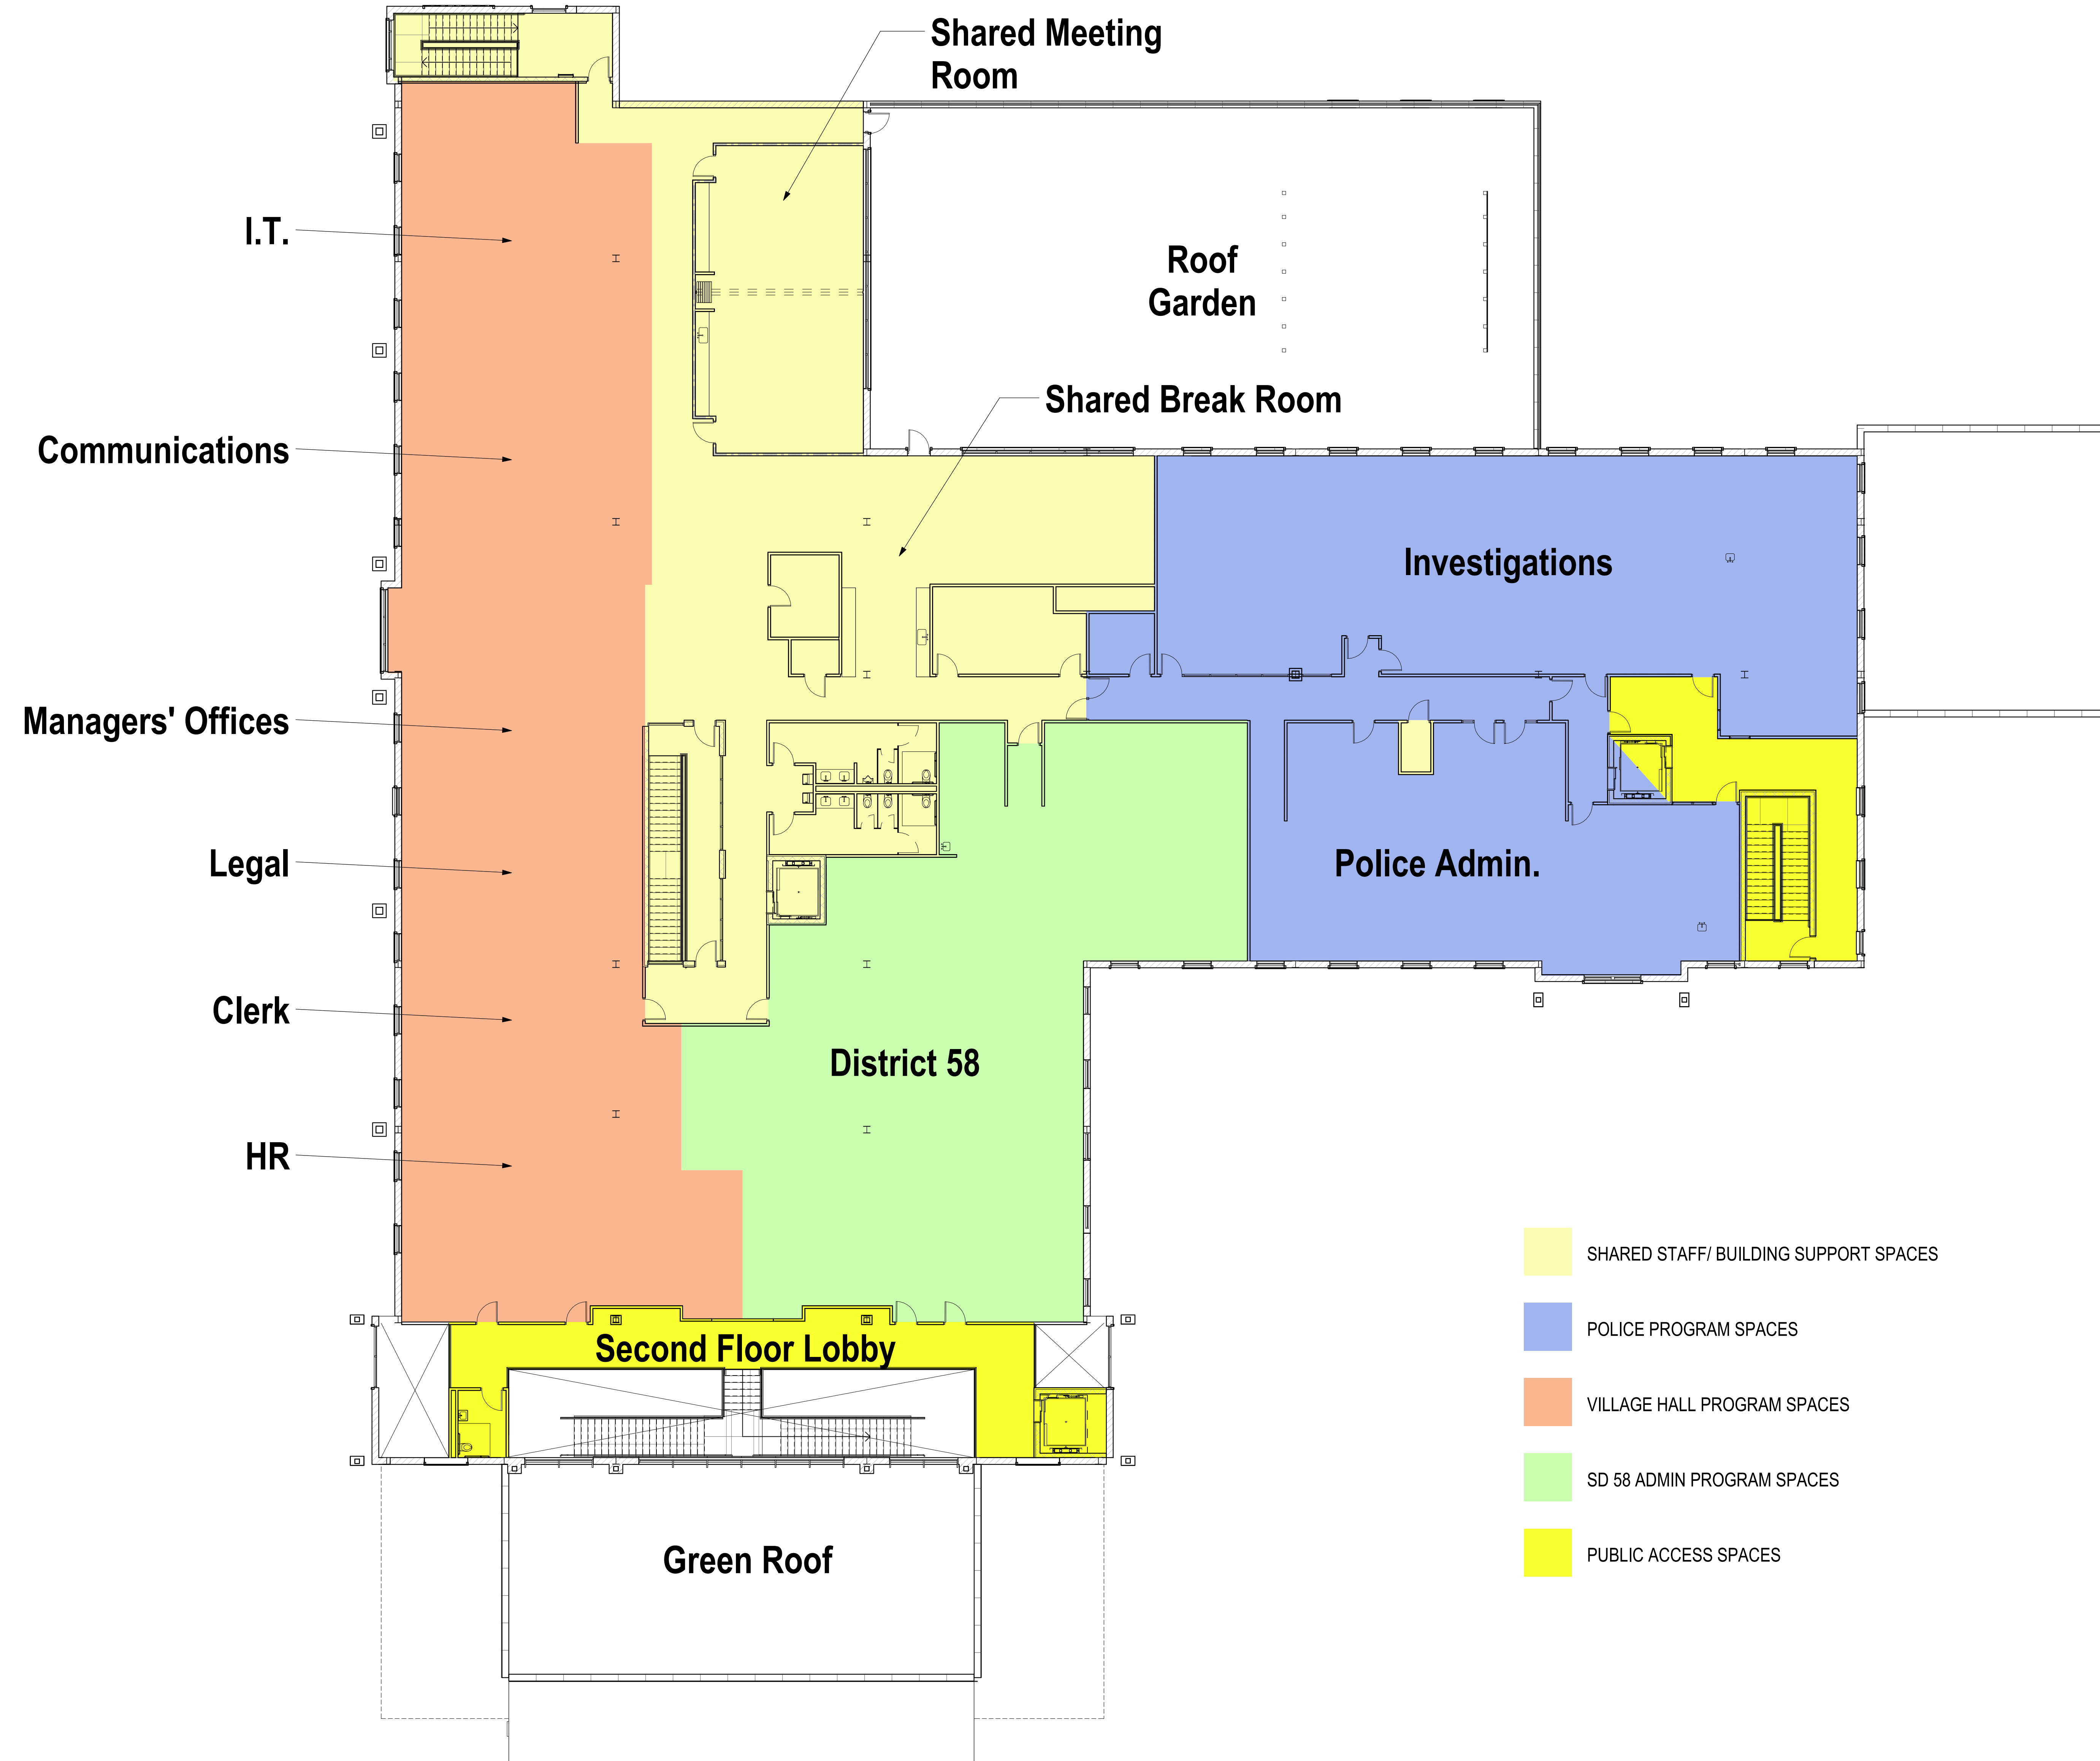 Shared Meeting
Room
I.T.
Roof
Garden
Shared Break Room
Communications
Investigations
Managers' Offices
Legal
Police Admin.
Clerk
District 58
HR
Second Floor Lobby
Green Roof
SHARED STAFF/ BUILDING SUPPORT SPACES
POLICE PROGRAM SPACES
VILLAGE HALL PROGRAM SPACES
SD 58 ADMIN PROGRAM SPACES
PUBLIC ACCESS SPACES